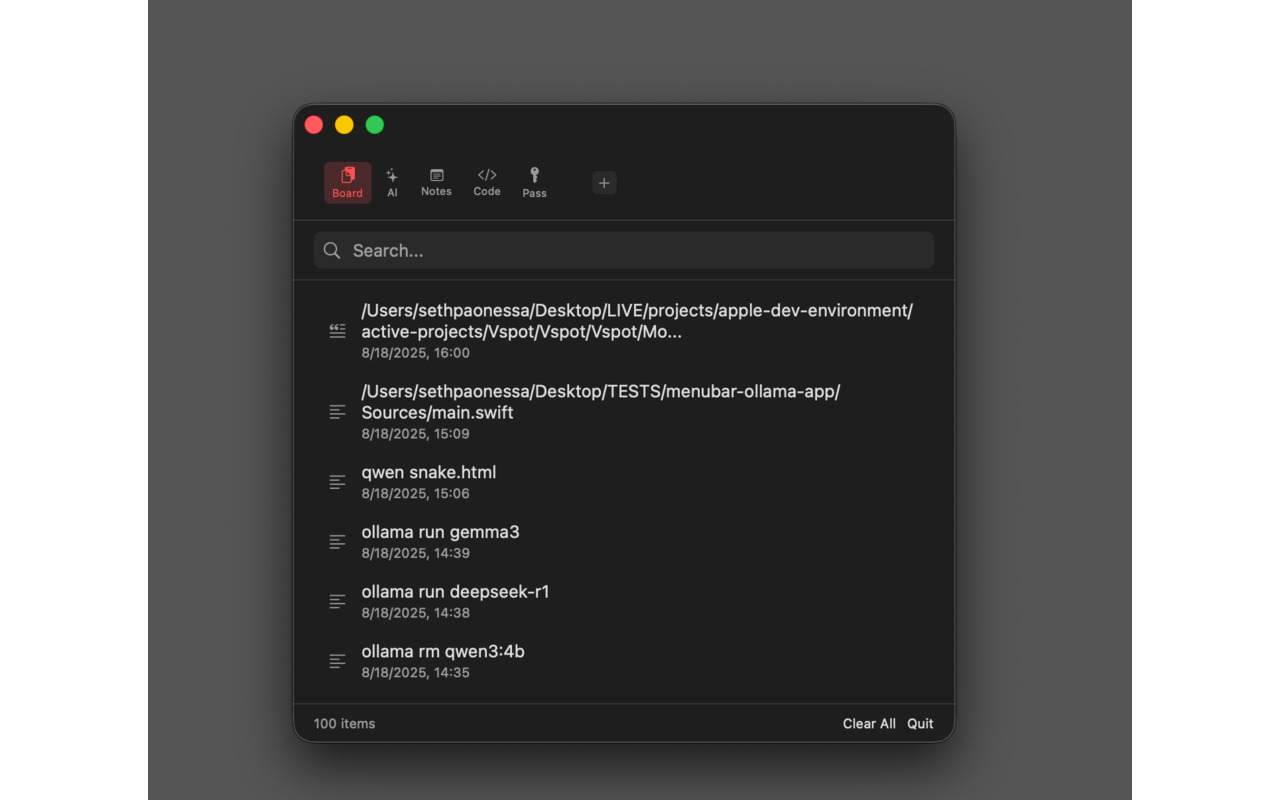 Board
AI
Notes
Code
Pass
Search...
/Users/sethpaonessa/Desktop/LIVE/projects/apple-dev-environment/
active-projects/Vspot/Vspot/Vspot/Mo...
8/18/2025, 16:00
/Users/sethpaonessa/Desktop/TESTS/menubar-ollama-app/
Sources/main.swift
8/18/2025, 15:09
qwen snake.html
8/18/2025, 15:06
ollama run gemma3
8/18/2025, 14:39
ollama run deepseek-r1
8/18/2025, 14:38
ollama rm qwen3:4b
8/18/2025, 14:35
100 items
Clear All
Quit